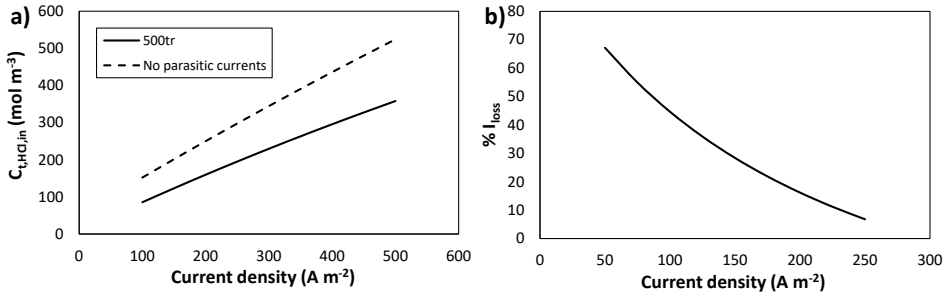 a)
C_t,HCl,in (mol m⁻³)
600
500
400
300
200
100
0
500tr
No parasitic currents
0 100 200 300 400 500 600
Current density (A m⁻²)
b)
% I_loss
80
70
60
50
40
30
20
10
0
0 50 100 150 200 250 300
Current density (A m⁻²)